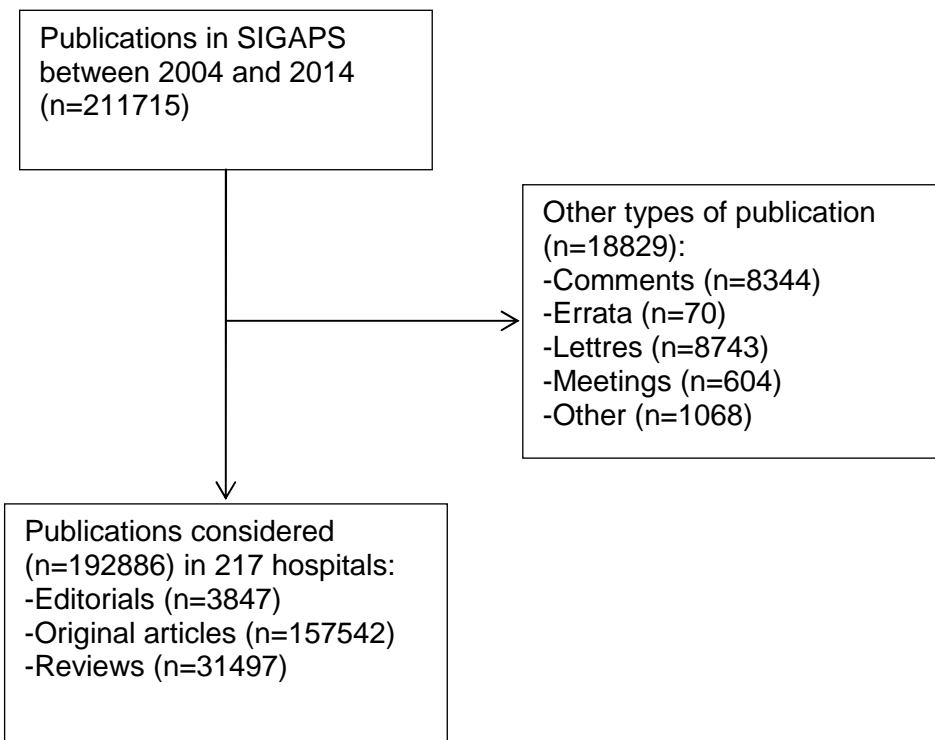 Publications in SIGAPS
between 2004 and 2014
(n=211715)
Other types of publication
(n=18829):
-Comments (n=8344)
-Errata (n=70)
-Lettres (n=8743)
-Meetings (n=604)
-Other (n=1068)
Publications considered
(n=192886) in 217 hospitals:
-Editorials (n=3847)
-Original articles (n=157542)
-Reviews (n=31497)